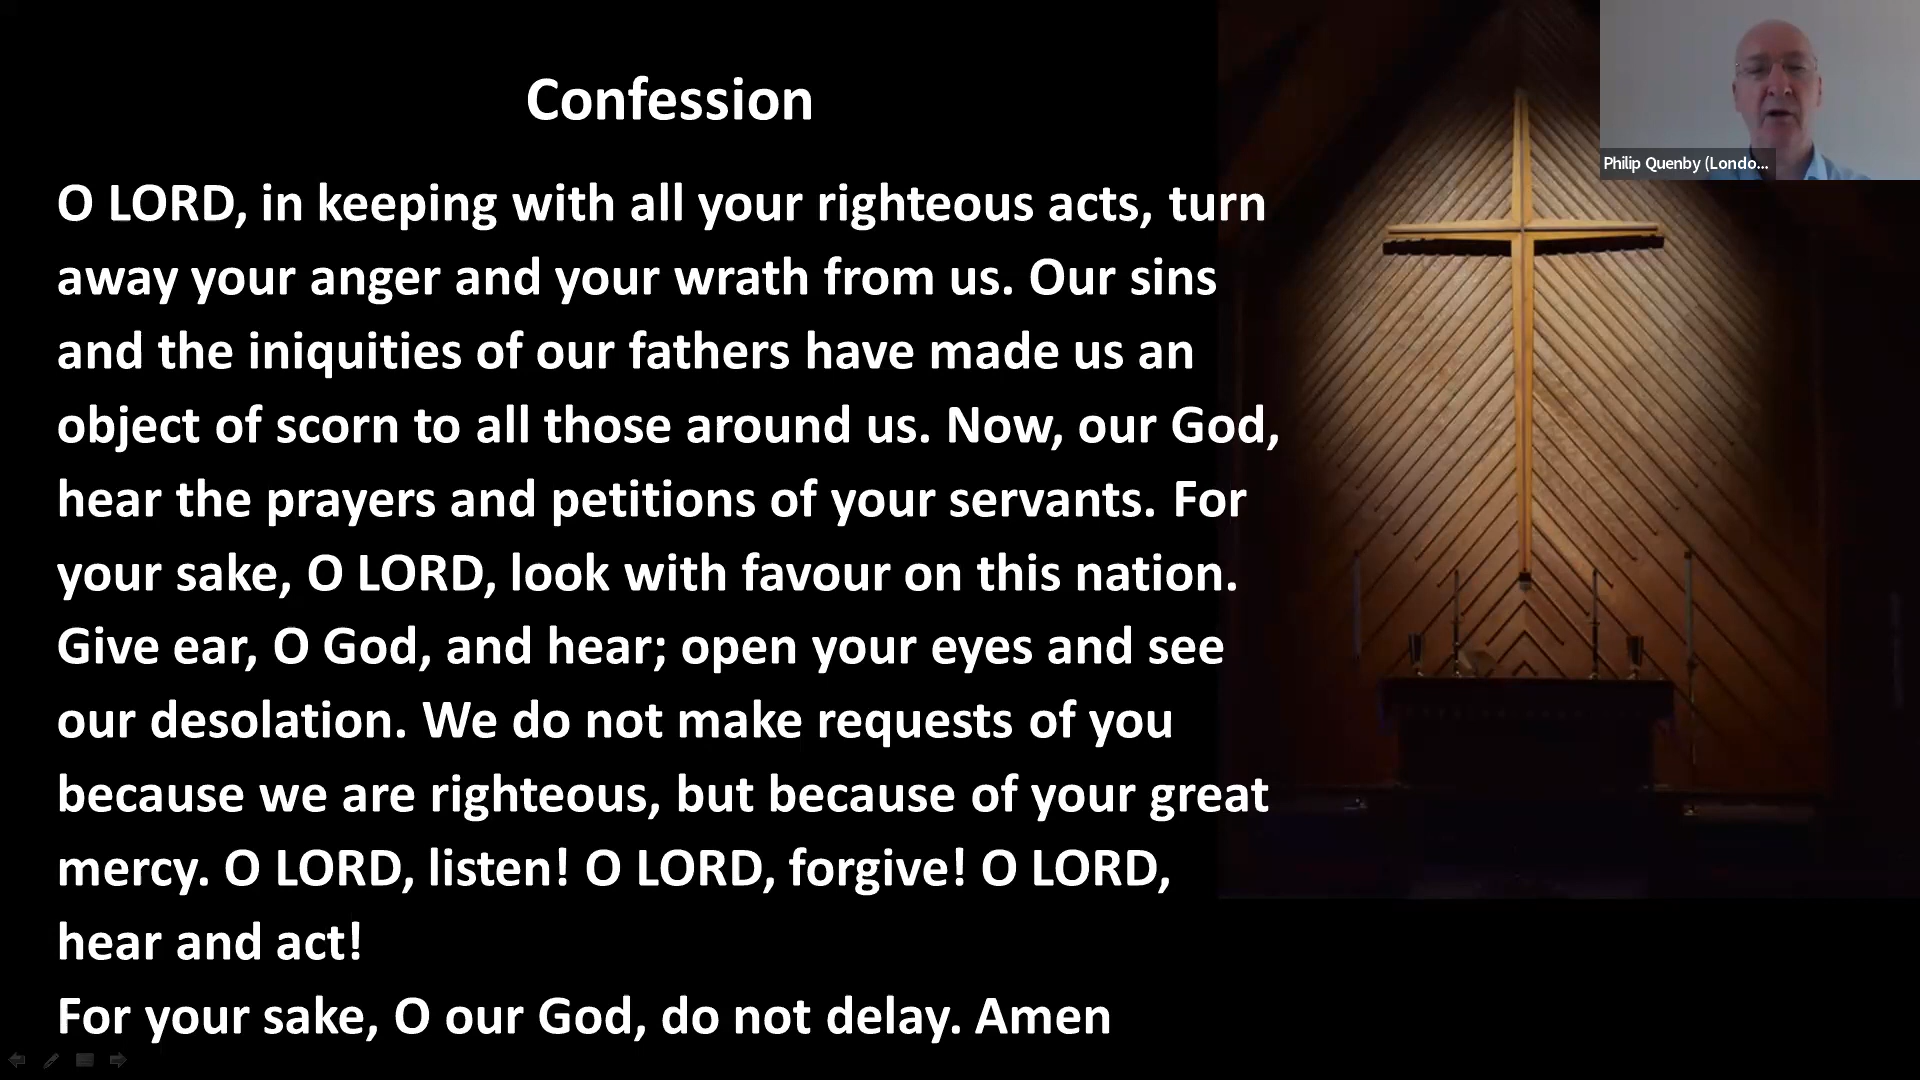 Confession
O LORD, in keeping with all your righteous acts, turn
away your anger and your wrath from us. Our sins
and the iniquities of our fathers have made us an
object of scorn to all those around us. Now, our God,
hear the prayers and petitions of your servants. For
your sake, O LORD, look with favour on this nation.
Give ear, O God, and hear; open your eyes and see
our desolation. We do not make requests of you
because we are righteous, but because of your great
mercy. O LORD, listen! O LORD, forgive! O LORD,
hear and act!
For your sake, O our God, do not delay. Amen
Philip Quenby (Londo...